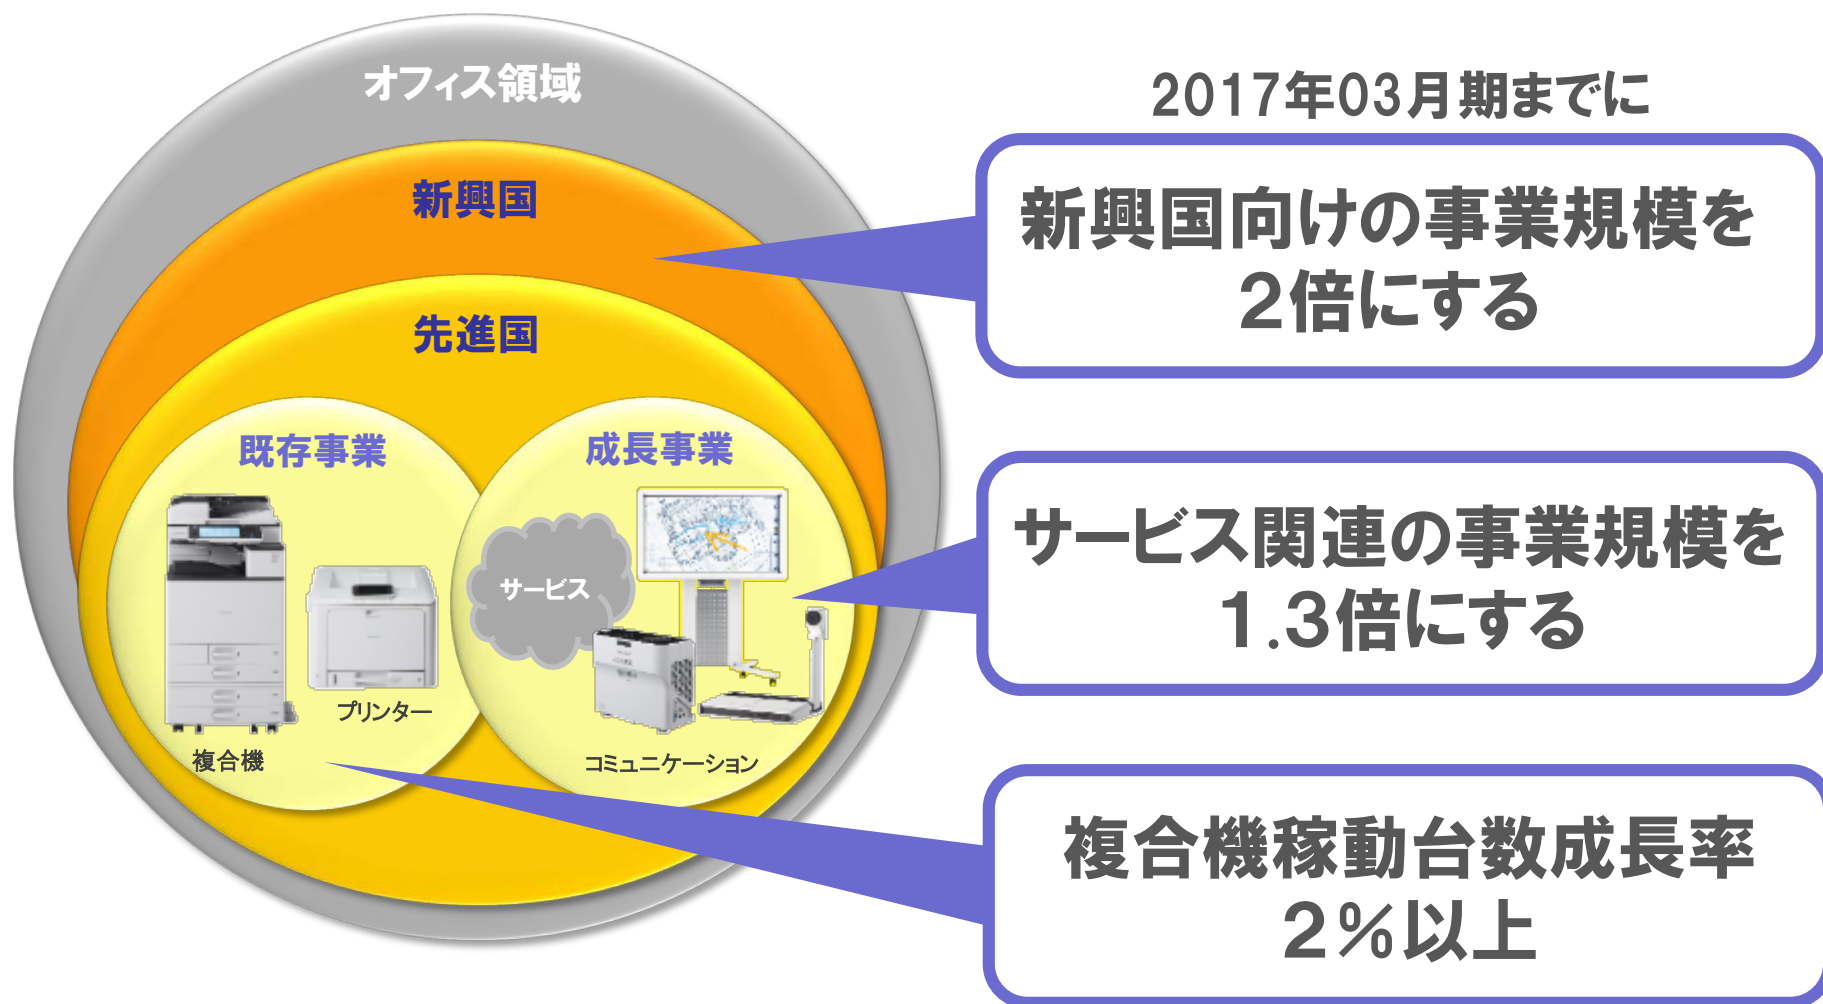 オフィス領域
新興国
先進国
既存事業
成長事業
サービス
プリンター
複合機
コミュニケーション
2017年03月期までに
新興国向けの事業規模を
2倍にする
サービス関連の事業規模を
1.3倍にする
複合機稼動台数成長率
2%以上